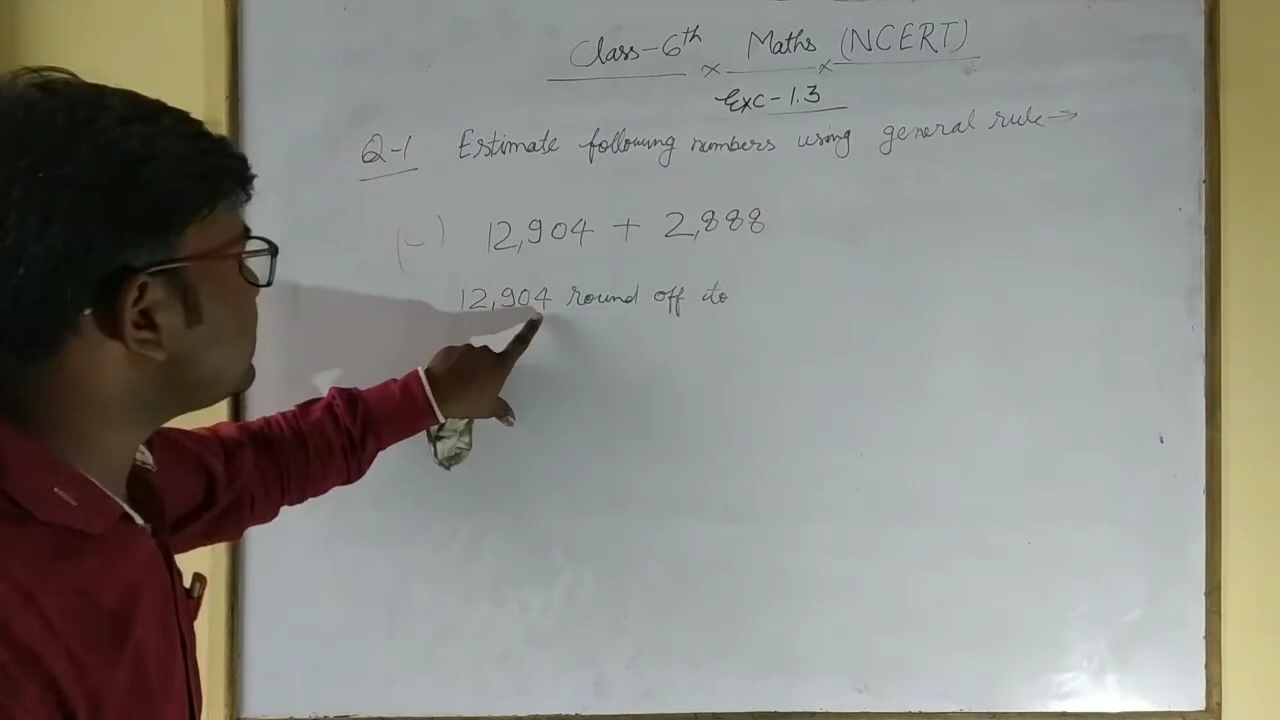 Class-6th × Maths × (NCERT)
Exc-1.3
Q-1 Estimate following numbers using general rule→
(-) 12,904 + 2,888
12,904 round off to